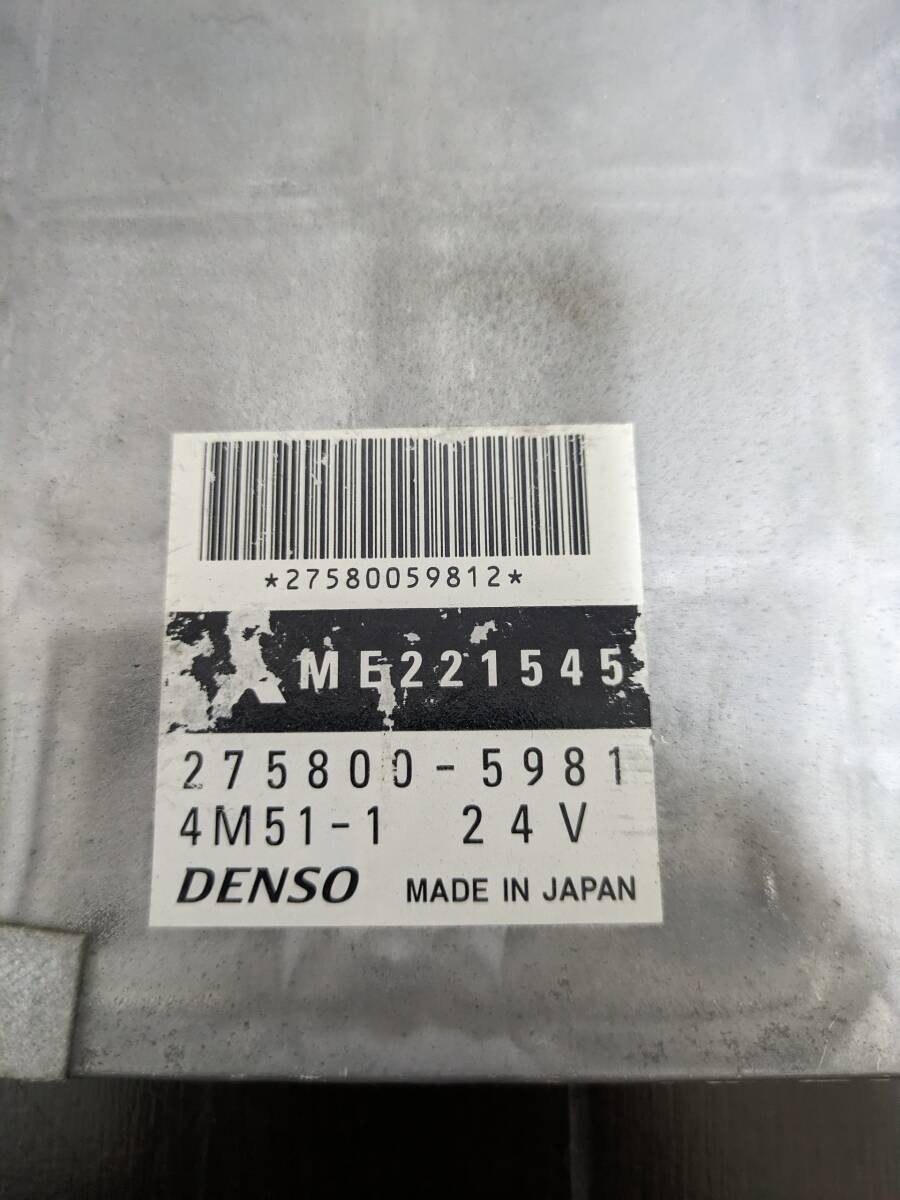 *27580059812*
ME221545
275800-5981
4M51-1 24V
DENSO MADE IN JAPAN